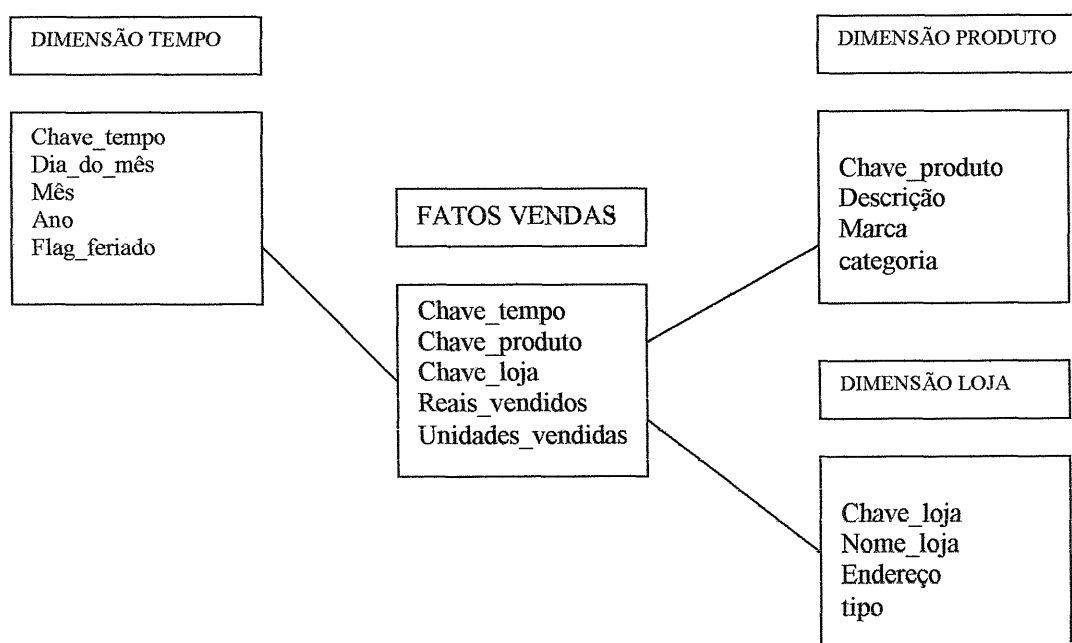 DIMENSÃO TEMPO
Chave_tempo
Dia_do_mês
Mês
Ano
Flag_feriado
FATOS VENDAS
Chave_tempo
Chave_produto
Chave_loja
Reais_vendidos
Unidades_vendidas
DIMENSÃO PRODUTO
Chave_produto
Descrição
Marca
categoria
DIMENSÃO LOJA
Chave_loja
Nome_loja
Endereço
tipo